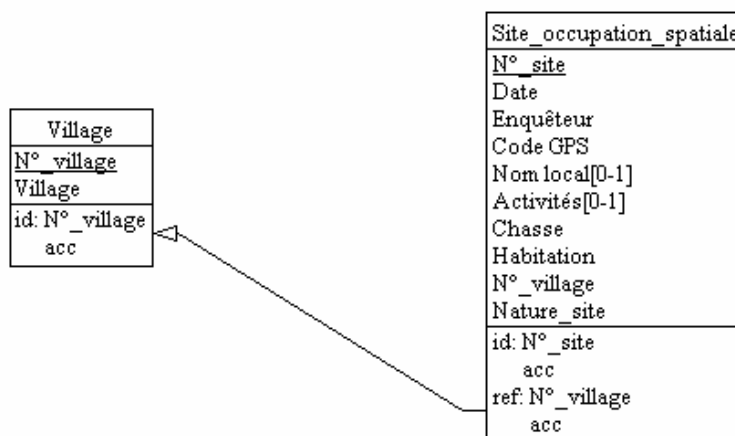 Village
N°_village
Village
id: N°_village
acc
Site_occupation_spatiale
N°_site
Date
Enquêteur
Code GPS
Nom local[0-1]
Activités[0-1]
Chasse
Habitation
N°_village
Nature_site
id: N°_site
acc
ref: N°_village
acc